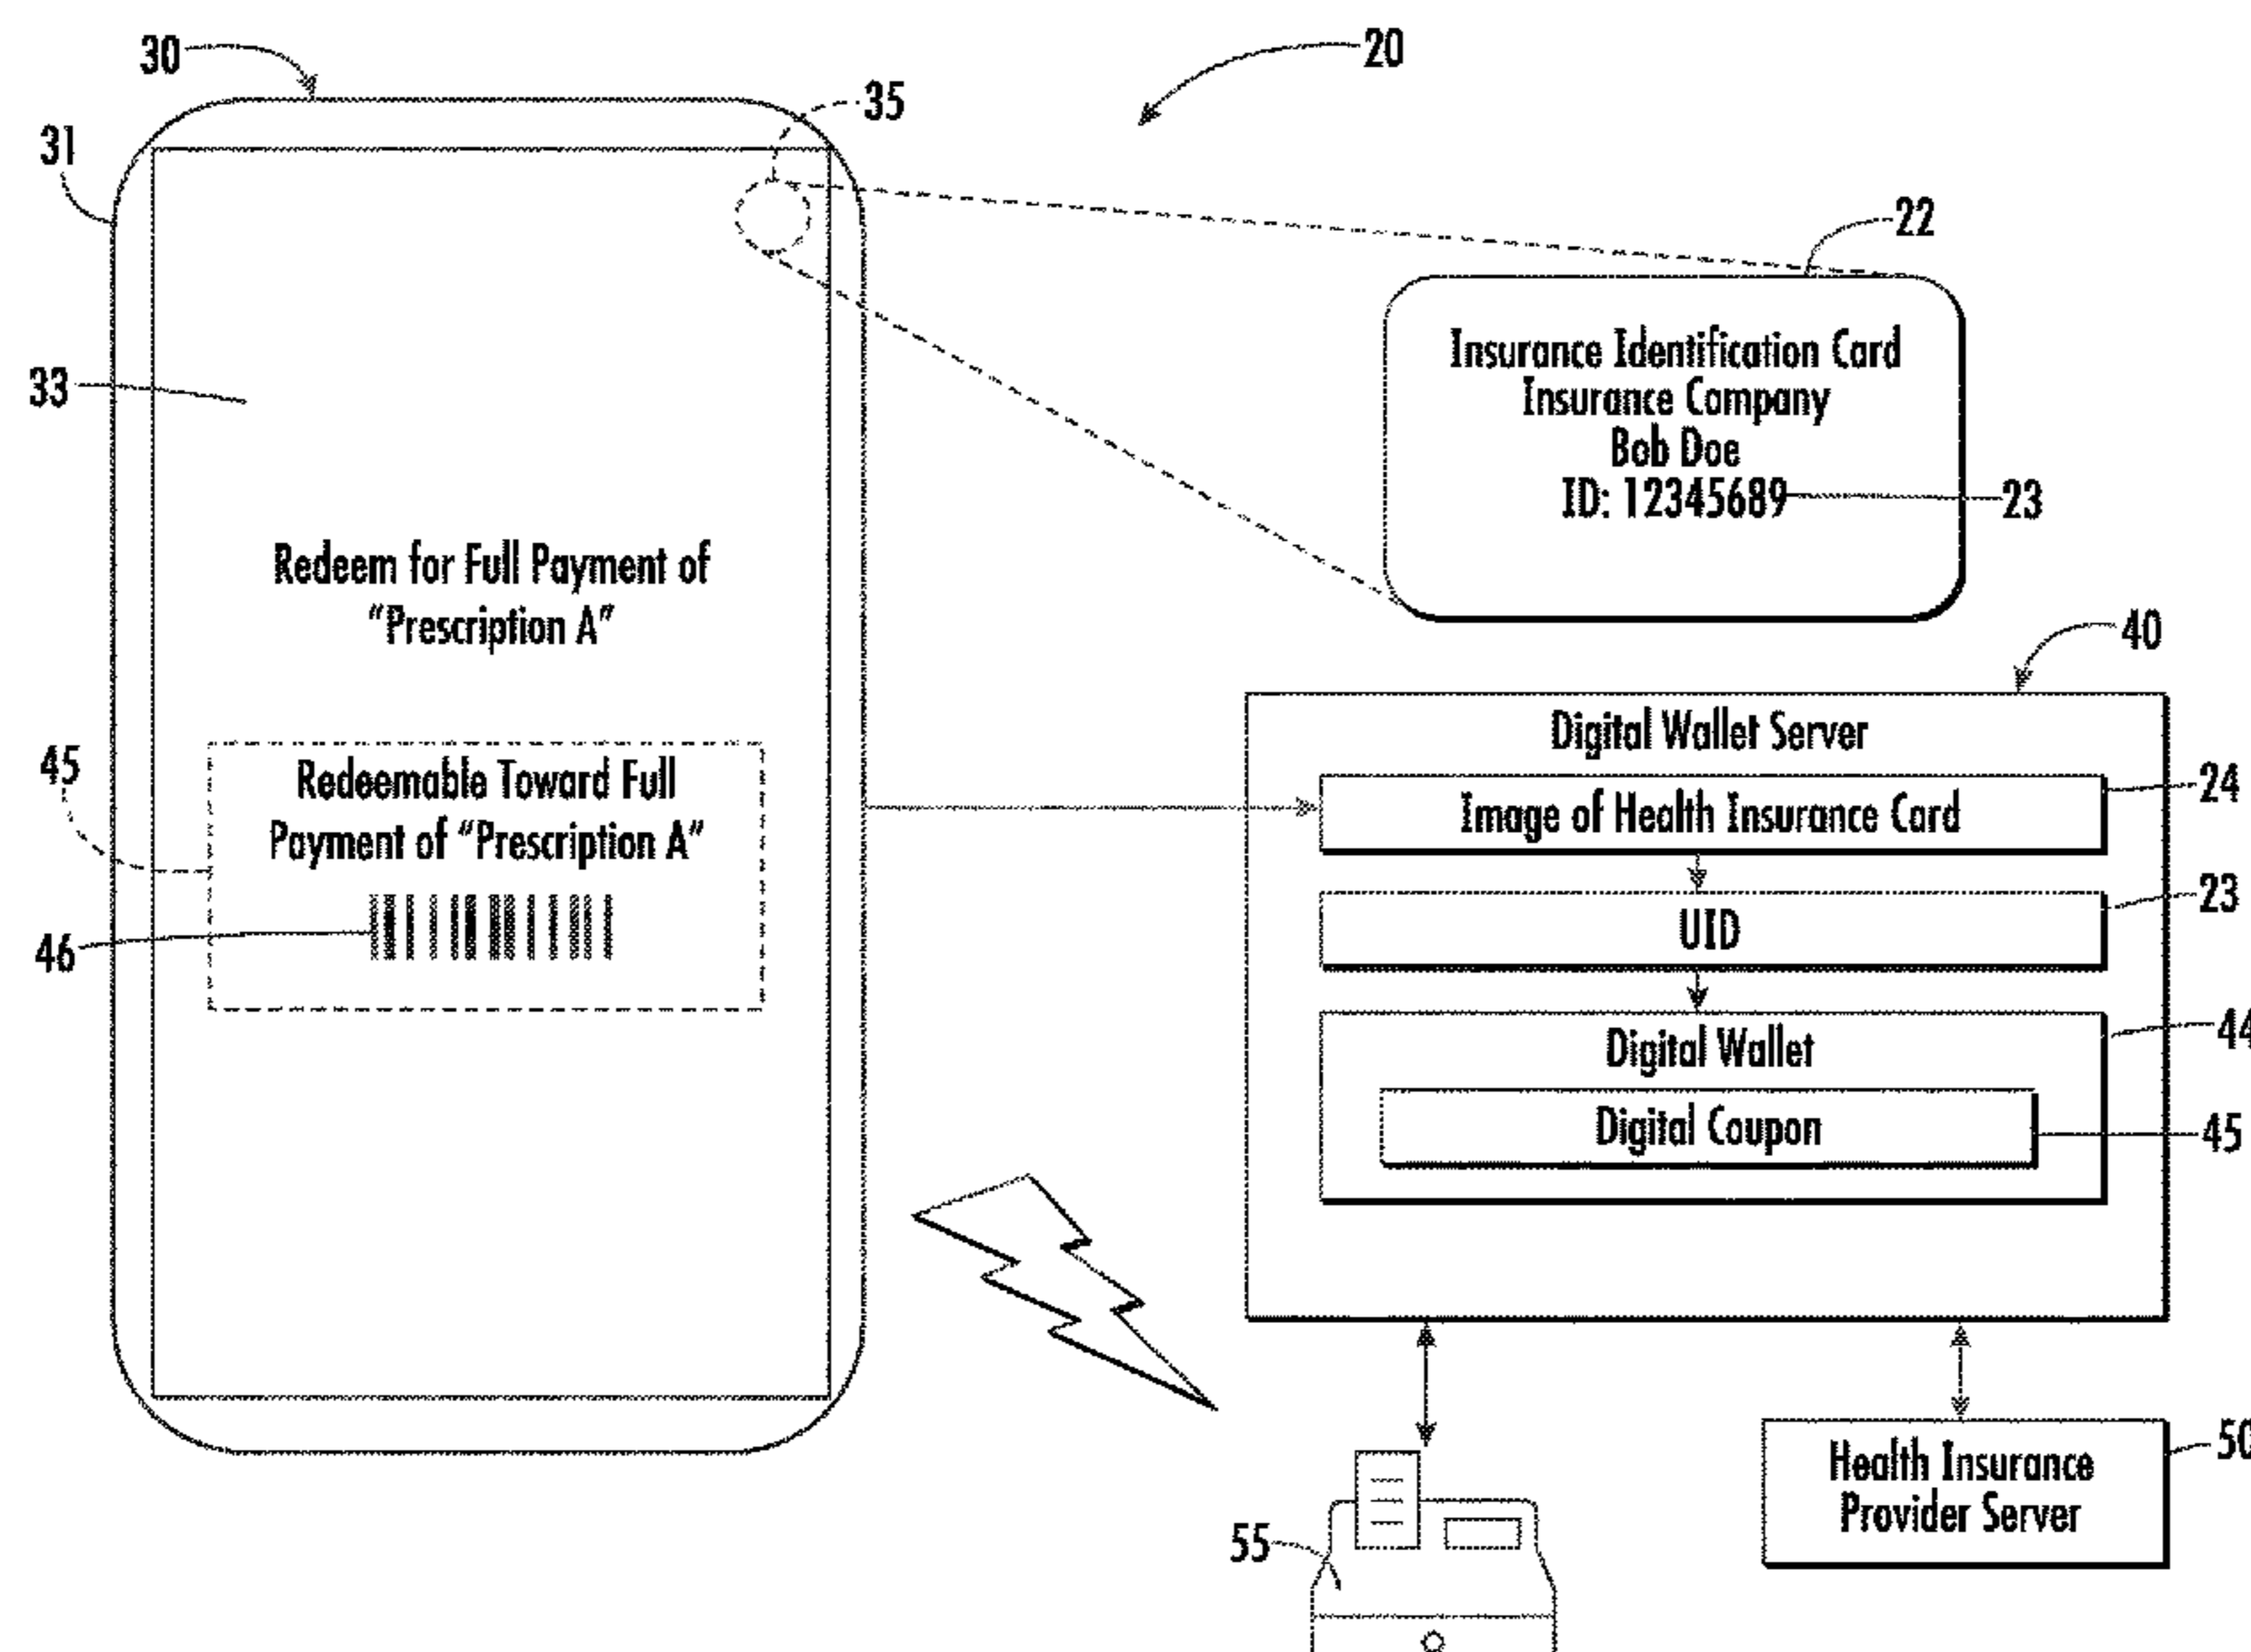 30
20
35
31
22
Insurance Identification Card
Insurance Company
Bob Doe
ID: 12345689
23
33
Redeem for Full Payment of
“Prescription A”
40
Digital Wallet Server
45
Redeemable Toward Full
Payment of “Prescription A”
46
24
Image of Health Insurance Card
23
UID
44
Digital Wallet
Digital Coupon
45
50
Health Insurance
Provider Server
55